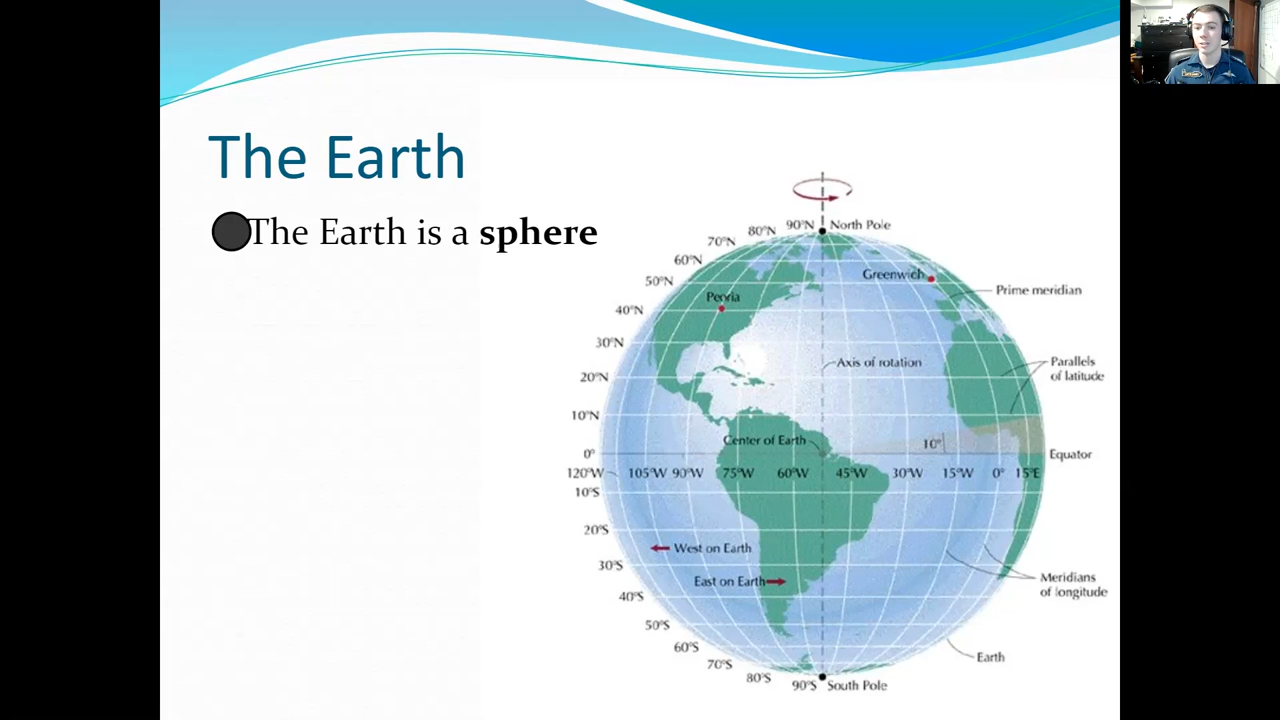 The Earth
The Earth is a sphere
90°N
North Pole
80°N
70°N
60°N
Greenwich
50°N
Prime meridian
Peoria
40°N
30°N
Axis of rotation
Parallels
of latitude
20°N
10°N
Center of Earth
10°
0°
Equator
120°W
105°W
90°W
75°W
60°W
45°W
30°W
15°W
0°
15°E
10°S
20°S
West on Earth
30°S
East on Earth
Meridians
of longitude
40°S
50°S
60°S
Earth
70°S
80°S
90°S
South Pole